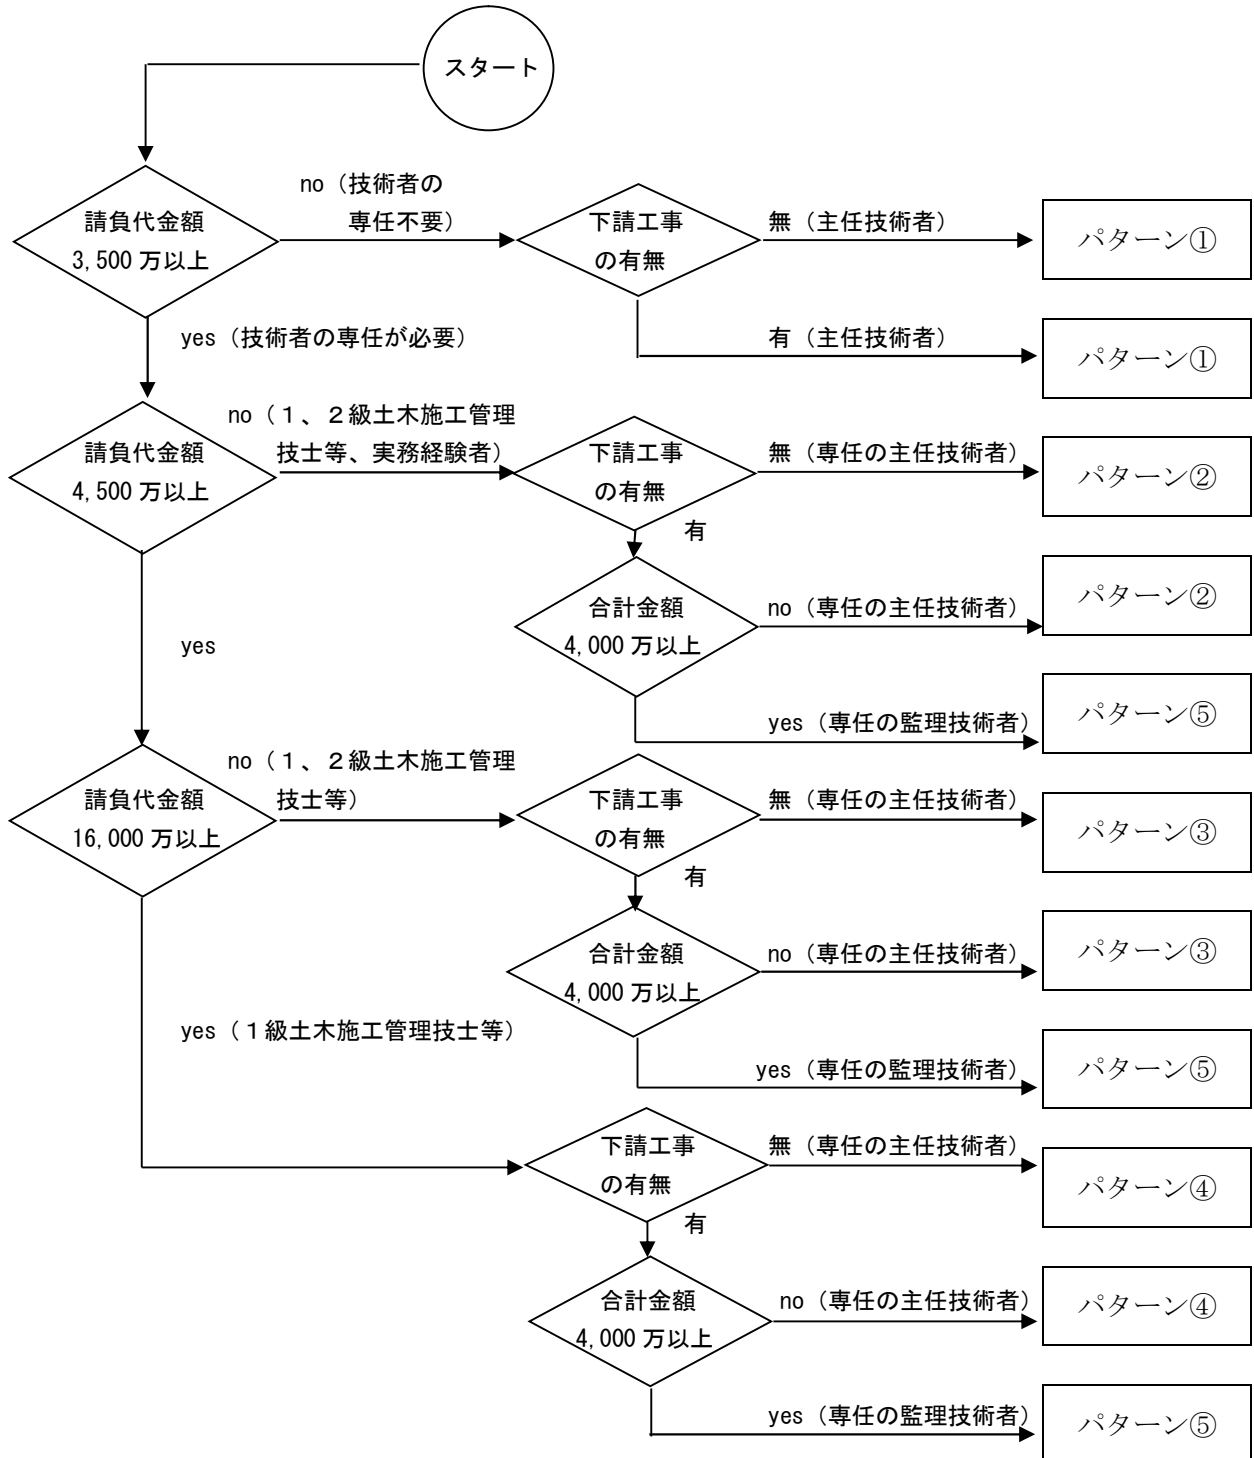 スタート
no（技術者の
専任不要）
請負代金額
3,500 万以上
下請工事
の有無
無（主任技術者）
パターン①
有（主任技術者）
パターン①
yes（技術者の専任が必要）
no（１、２級土木施工管理
技士等、実務経験者）
請負代金額
4,500 万以上
下請工事
の有無
無（専任の主任技術者）
パターン②
有
合計金額
4,000 万以上
no（専任の主任技術者）
パターン②
yes（専任の監理技術者）
パターン⑤
yes
no（１、２級土木施工管理
技士等）
請負代金額
16,000 万以上
下請工事
の有無
無（専任の主任技術者）
パターン③
有
合計金額
4,000 万以上
no（専任の主任技術者）
パターン③
yes（専任の監理技術者）
パターン⑤
yes（１級土木施工管理技士等）
下請工事
の有無
無（専任の主任技術者）
パターン④
有
合計金額
4,000 万以上
no（専任の主任技術者）
パターン④
yes（専任の監理技術者）
パターン⑤